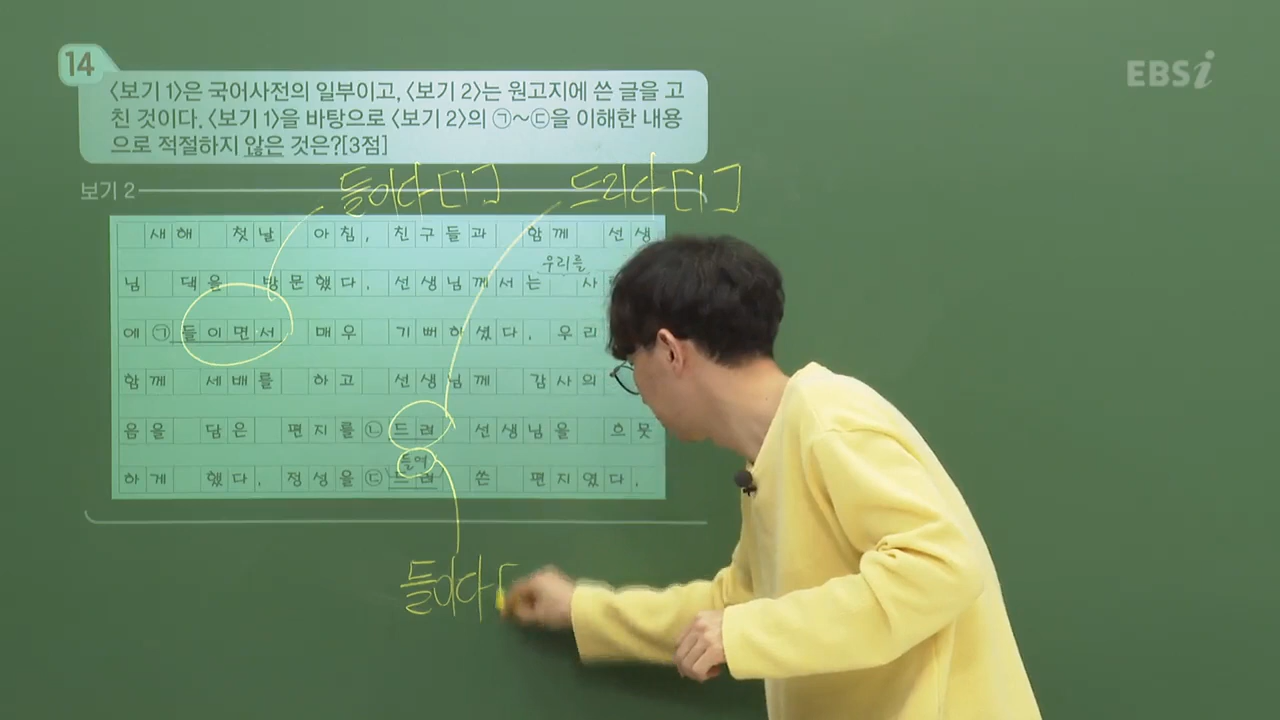 14
EBSi
〈보기 1〉은 국어사전의 일부이고, 〈보기 2〉는 원고지에 쓴 글을 고
친 것이다. 〈보기 1〉을 바탕으로 〈보기 2〉의 ㉠~㉢을 이해한 내용
으로 적절하지 않은 것은?[3점]
들이다[1] 드리다[1]
보기 2
새해 첫날 아침, 친구들과 함께 선생
우리를
님 댁을 방문했다. 선생님께서는
에 ㉠들이면서 매우 기뻐하셨다. 우리
함께 세배를 하고 선생님께 감사의
음을 담은 편지를 ㉡드려 선생님을 흐뭇
들여
하게 했다. 정성을 ㉢드려 쓴 편지였다.
들이다[